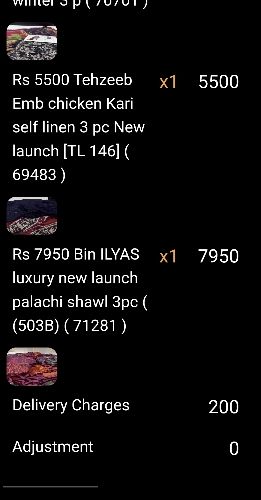 winter 3 p ( 70701 )
Rs 5500 Tehzeeb x1 5500
Emb chicken Kari
self linen 3 pc New
launch [TL 146] (
69483 )
Rs 7950 Bin ILYAS x1 7950
luxury new launch
palachi shawl 3pc (
(503B) ( 71281 )
Delivery Charges 200
Adjustment 0